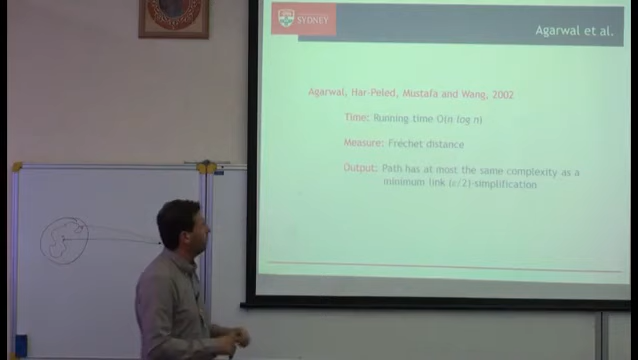 SYDNEY
Agarwal et al.
Agarwal, Har-Peled, Mustafa and Wang, 2002
Time: Running time O(n log n)
Measure: Fréchet distance
Output: Path has at most the same complexity as a
minimum link (ε/2)-simplification